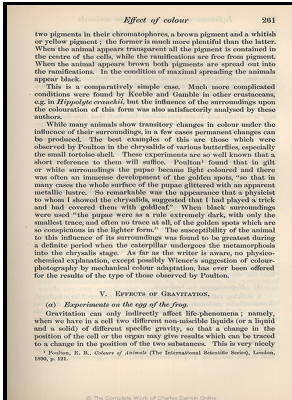 Effect of colour 261
two pigments in their chromatophores, a brown pigment and a whitish
or yellow pigment; the former is much more plentiful than the latter.
When the animal appears transparent all the pigment is contained in
the centre of the cells, while the ramifications are free from pigment.
When the animal appears brown both pigments are spread out into
the ramifications. In the condition of maximal spreading the animals
appear black.
This is a comparatively simple case. Much more complicated
conditions were found by Keeble and Gamble in other crustaceans,
e.g. in Hippolyte cranchii, but the influence of the surroundings upon
the colouration of this form was also satisfactorily analysed by these
authors.
While many animals show transitory changes in colour under the
influence of their surroundings, in a few cases permanent changes can
be produced. The best examples of this are those which were
observed by Poulton in the chrysalids of various butterflies, especially
the small tortoise-shell. These experiments are so well known that a
short reference to them will suffice. Poulton¹ found that in gilt
or white surroundings the pupae became light coloured and there
was often an immense development of the golden spots, "so that in
many cases the whole surface of the pupae glittered with an apparent
metallic lustre. So remarkable was the appearance that a physicist
to whom I showed the chrysalids, suggested that I had played a trick
and had covered them with goldleaf." When black surroundings
were used "the pupae were as a rule extremely dark, with only the
smallest trace, and often no trace at all, of the golden spots which are
so conspicuous in the lighter form." The susceptibility of the animal
to this influence of its surroundings was found to be greatest during
a definite period when the caterpillar undergoes the metamorphosis
into the chrysalis stage. As far as the writer is aware, no physico-
chemical explanation, except possibly Wiener's suggestion of colour-
photography by mechanical colour adaptation, has ever been offered
for the results of the type of those observed by Poulton.
V. Effects of Gravitation.
(a) Experiments on the egg of the frog.
Gravitation can only indirectly affect life-phenomena; namely,
when we have in a cell two different non-miscible liquids (or a liquid
and a solid) of different specific gravity, so that a change in the
position of the cell or the organ may give results which can be traced
to a change in the position of the two substances. This is very nicely
¹ Poulton, E. B., Colours of Animals (The International Scientific Series), London,
1890, p. 121.
© The Complete Work of Charles Darwin Online